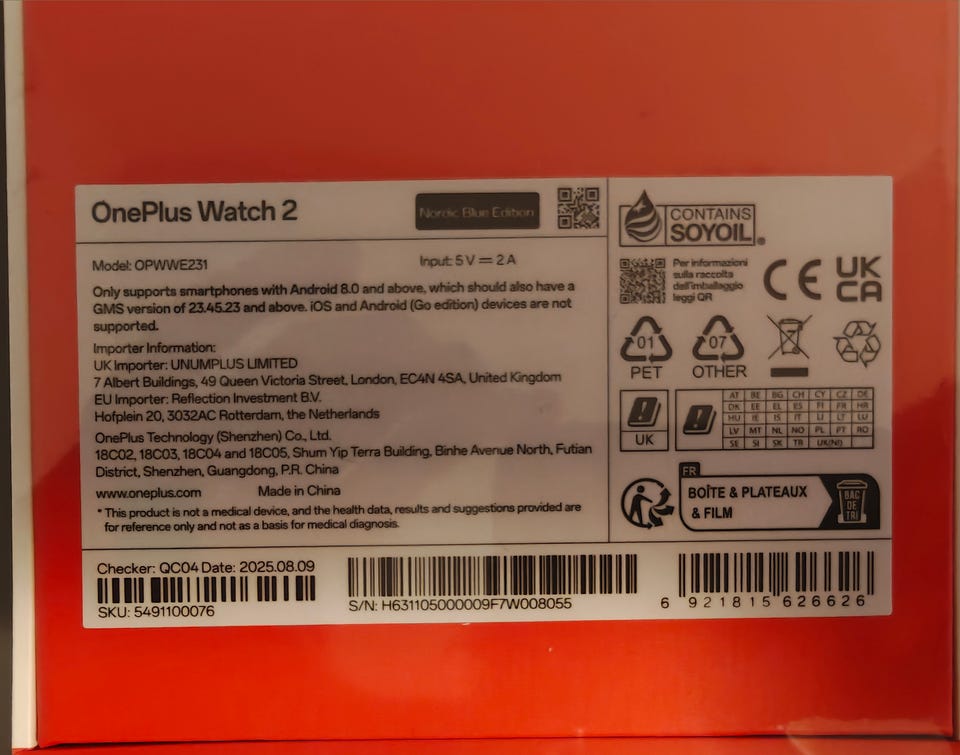 OnePlus Watch 2
Nordic Blue Edition
Model: OPWWE231
Input: 5 V ⎓ 2 A
Only supports smartphones with Android 8.0 and above, which should also have a
GMS version of 23.45.23 and above. iOS and Android (Go edition) devices are not
supported.
Importer Information:
UK Importer: UNUMPLUS LIMITED
7 Albert Buildings, 49 Queen Victoria Street, London, EC4N 4SA, United Kingdom
EU Importer: Reflection Investment B.V.
Hofplein 20, 3032AC Rotterdam, the Netherlands
OnePlus Technology (Shenzhen) Co., Ltd.
18C02, 18C03, 18C04 and 18C05, Shum Yip Terra Building, Binhe Avenue North, Futian
District, Shenzhen, Guangdong, P.R. China
www.oneplus.com
Made in China
* This product is not a medical device, and the health data, results and suggestions provided are
for reference only and not as a basis for medical diagnosis.
CONTAINS
SOYOIL®
Per informazioni
sulla raccolta
dell'imballaggio
leggi QR
CE
UK
CA
01
PET
07
OTHER
UK
AT BE BG CH CY CZ DE
DK EE EL ES FI FR HR
HU IE IS IT LI LT LU
LV MT NL NO PL PT RO
SE SI SK TR UK(NI)
FR
BOÎTE & PLATEAUX
& FILM
BAC
DE
TRI
Checker: QC04 Date: 2025.08.09
SKU: 5491100076
S/N: H631105000009F7W008055
6 921815 626626